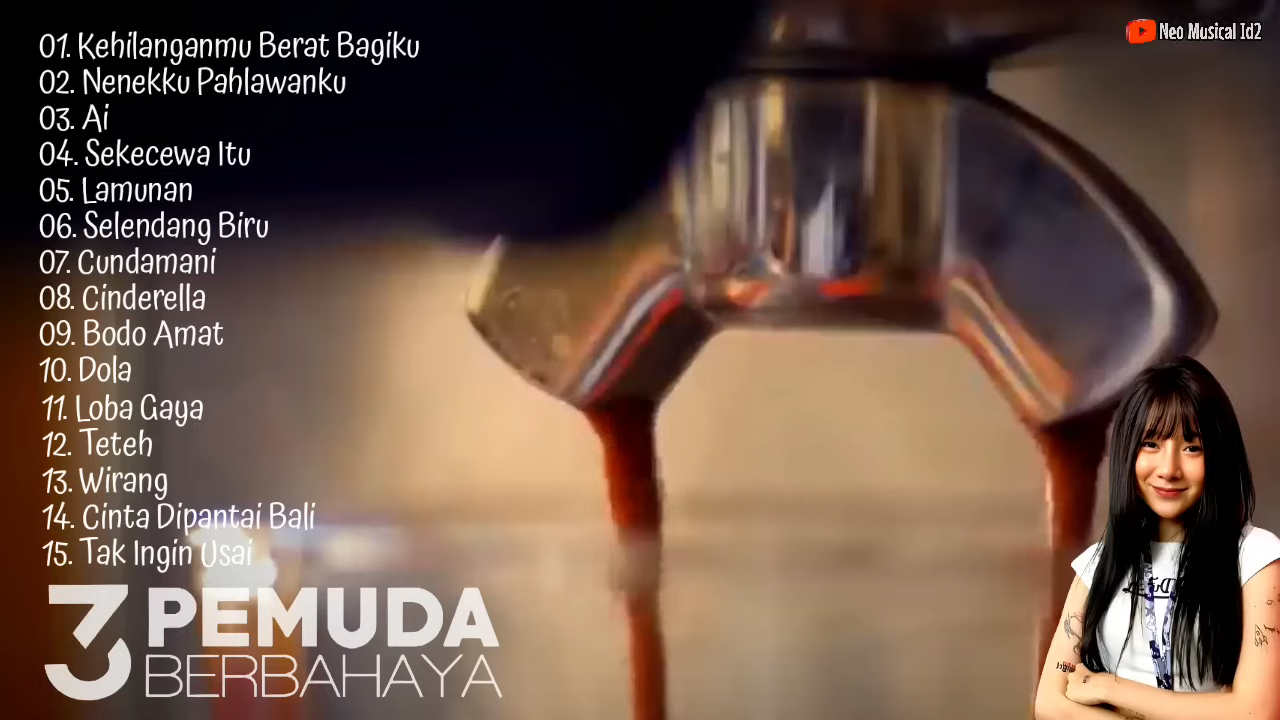 01. Kehilanganmu Berat Bagiku
02. Nenekku Pahlawanku
03. Ai
04. Sekecewa Itu
05. Lamunan
06. Selendang Biru
07. Cundamani
08. Cinderella
09. Bodo Amat
10. Dola
11. Loba Gaya
12. Teteh
13. Wirang
14. Cinta Dipantai Bali
15. Tak Ingin Usai
3 PEMUDA
BERBAHAYA
Neo Musical Id2